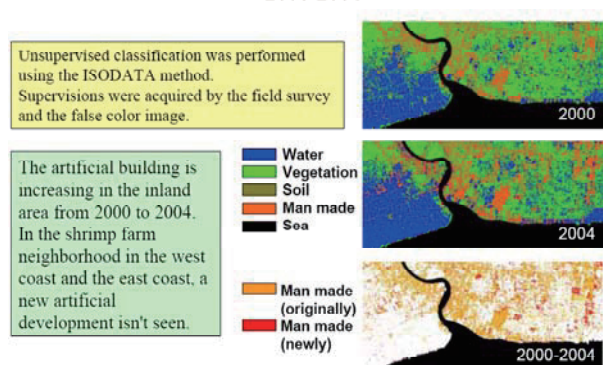 Unsupervised classification was performed
using the ISODATA method.
Supervisions were acquired by the field survey
and the false color image.
The artificial building is
increasing in the inland
area from 2000 to 2004.
In the shrimp farm
neighborhood in the west
coast and the east coast, a
new artificial
development isn't seen.
Water
Vegetation
Soil
Man made
Sea
Man made
(originally)
Man made
(newly)
2000
2004
2000-2004